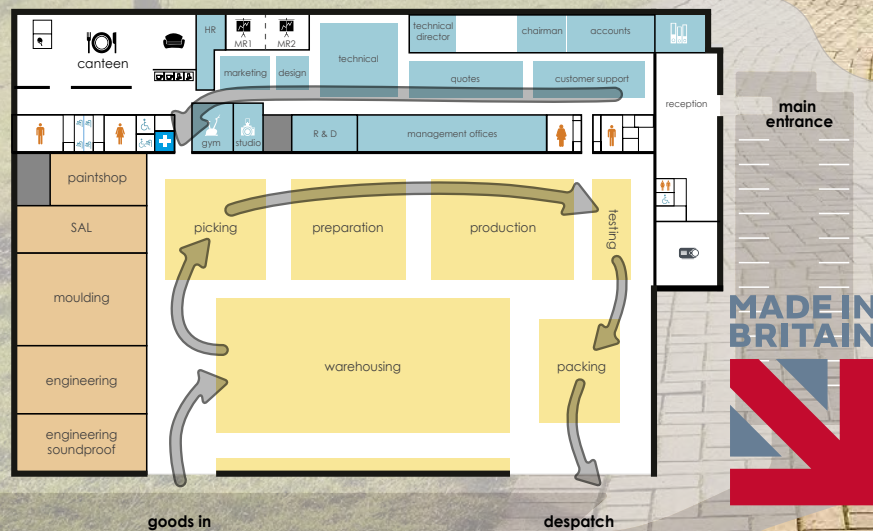 HR
MR1
MR2
canteen
marketing
design
technical
technical
director
chairman
accounts
quotes
customer support
reception
main
entrance
gym
studio
R & D
management offices
paintshop
SAL
moulding
engineering
engineering
soundproof
picking
preparation
production
testing
warehousing
packing
MADE IN
BRITAIN
goods in
despatch